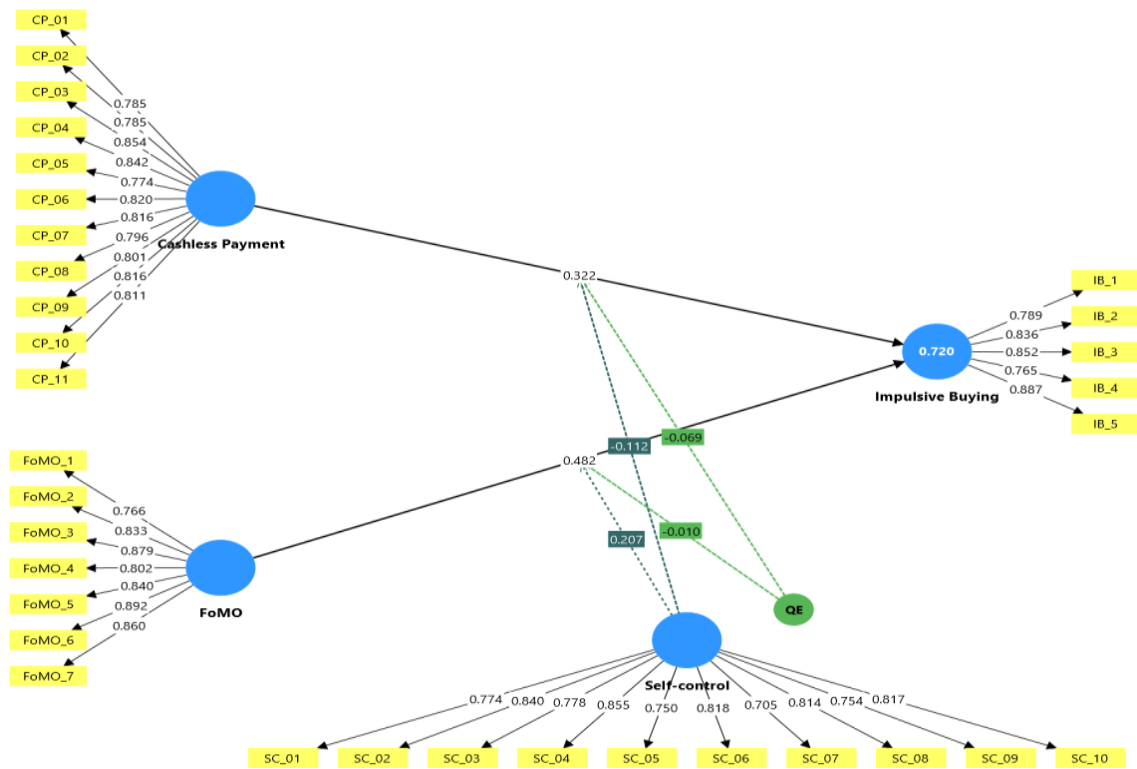 CP_01
CP_02
CP_03
CP_04
CP_05
CP_06
CP_07
CP_08
CP_09
CP_10
CP_11
0.785
0.785
0.854
0.842
0.774
0.820
0.816
0.796
0.801
0.816
0.811
Cashless Payment
0.322
IB_1
IB_2
IB_3
IB_4
IB_5
0.789
0.836
0.852
0.765
0.887
0.720
Impulsive Buying
-0.112
-0.069
0.482
0.207
-0.010
FoMO_1
FoMO_2
FoMO_3
FoMO_4
FoMO_5
FoMO_6
FoMO_7
0.766
0.833
0.879
0.802
0.840
0.892
0.860
FoMO
QE
Self-control
0.774
0.840
0.778
0.855
0.750
0.818
0.705
0.814
0.754
0.817
SC_01
SC_02
SC_03
SC_04
SC_05
SC_06
SC_07
SC_08
SC_09
SC_10